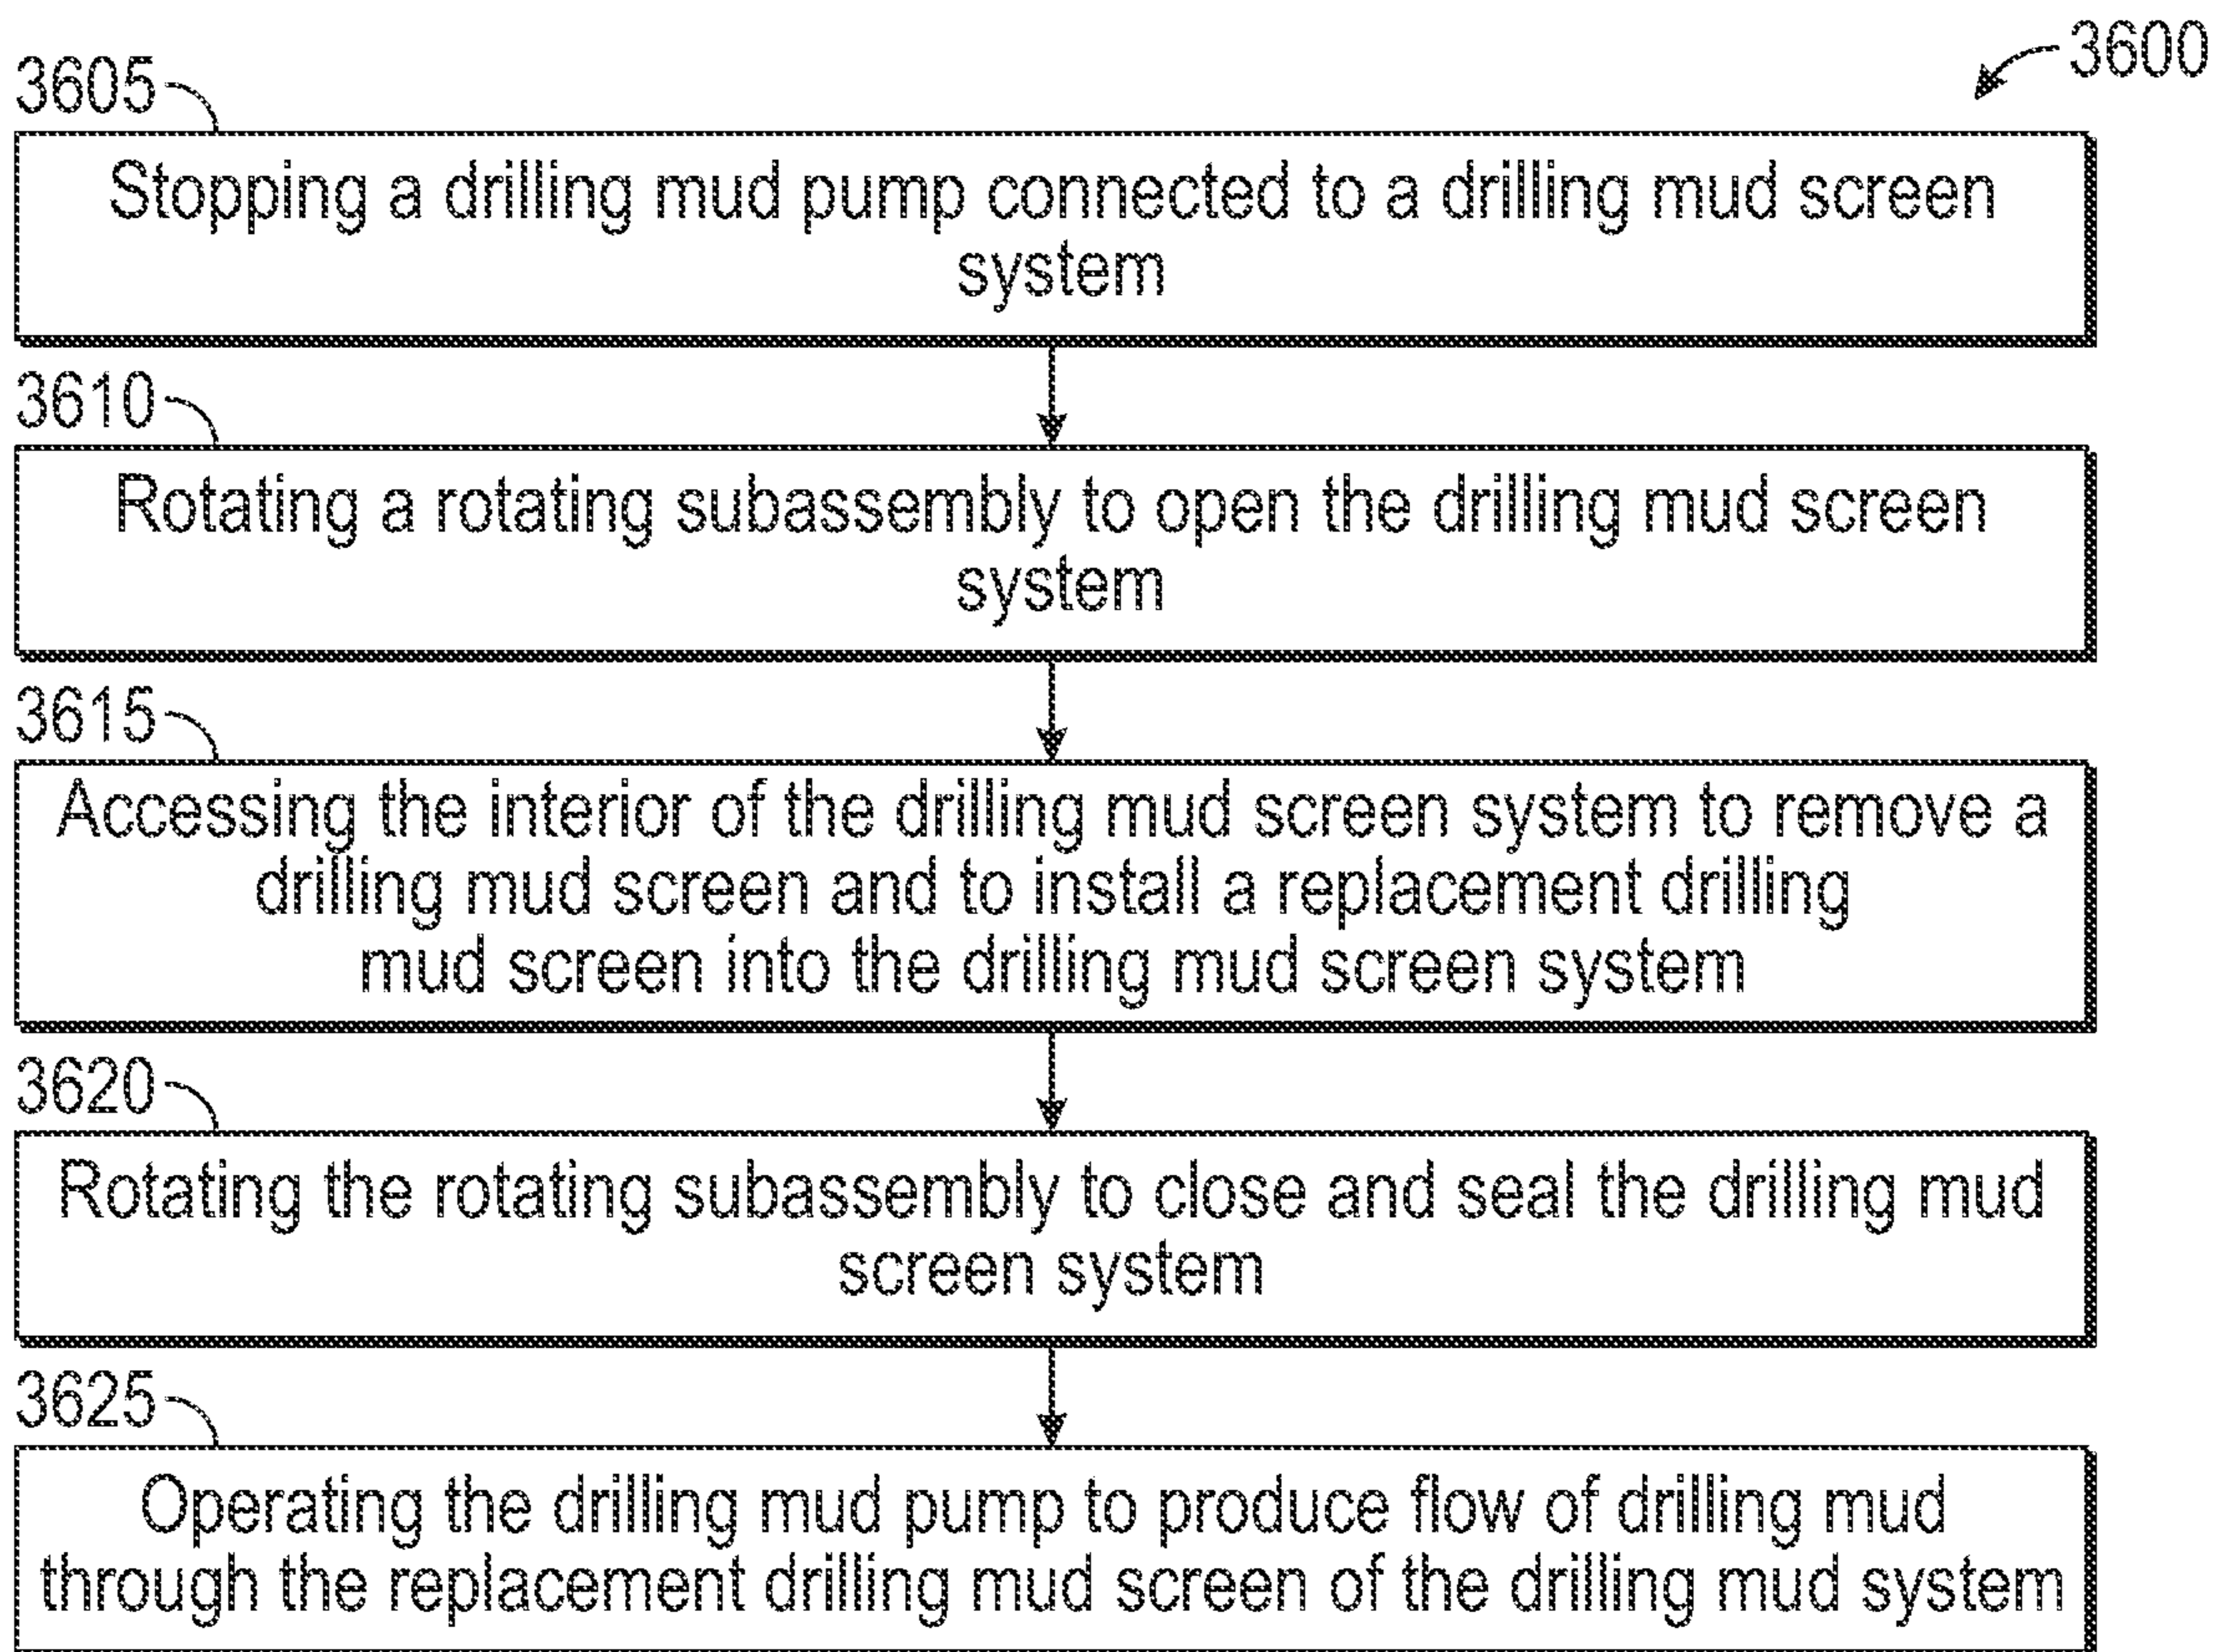 3600
3605
Stopping a drilling mud pump connected to a drilling mud screen
system
3610
Rotating a rotating subassembly to open the drilling mud screen
system
3615
Accessing the interior of the drilling mud screen system to remove a
drilling mud screen and to install a replacement drilling
mud screen into the drilling mud screen system
3620
Rotating the rotating subassembly to close and seal the drilling mud
screen system
3625
Operating the drilling mud pump to produce flow of drilling mud
through the replacement drilling mud screen of the drilling mud system